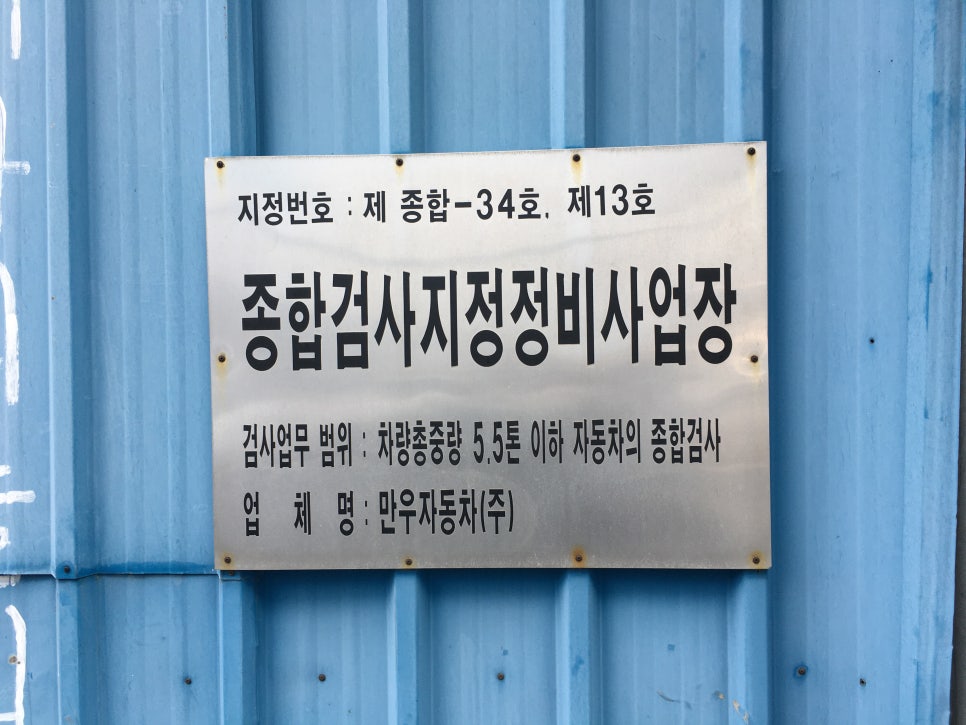 지정번호 : 제 종합-34호, 제13호
종합검사지정정비사업장
검사업무 범위 : 차량총중량 5.5톤 이하 자동차의 종합검사
업 체 명 : 만우자동차(주)